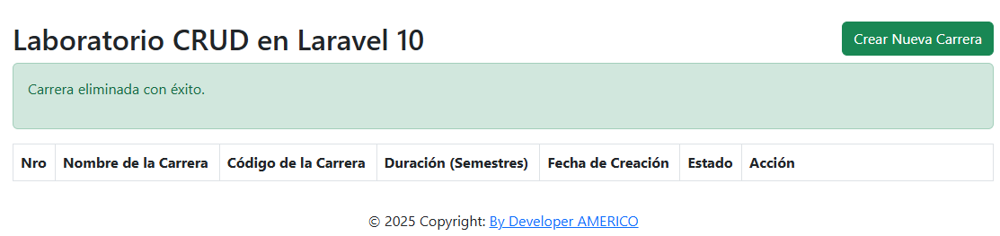 Laboratorio CRUD en Laravel 10
Crear Nueva Carrera
Carrera eliminada con éxito.
Nro Nombre de la Carrera Código de la Carrera Duración (Semestres) Fecha de Creación Estado Acción
© 2025 Copyright: By Developer AMERICO